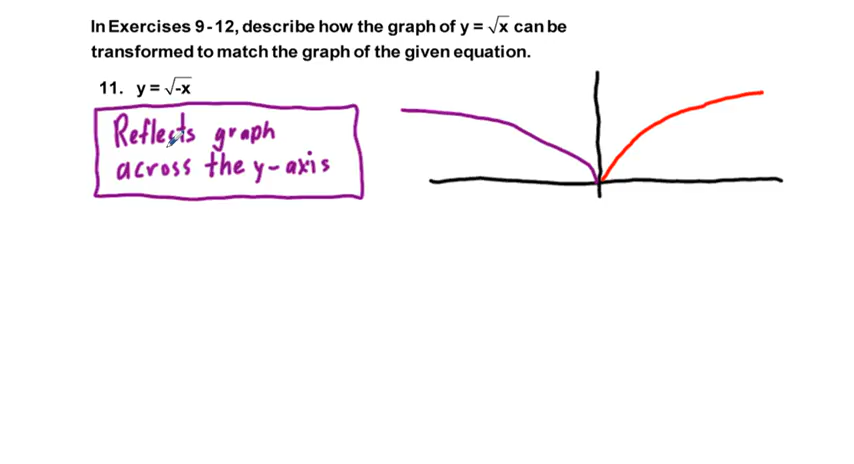 In Exercises 9 - 12, describe how the graph of y = √x can be
transformed to match the graph of the given equation.
11. y = √-x
Reflects graph
across the y-axis